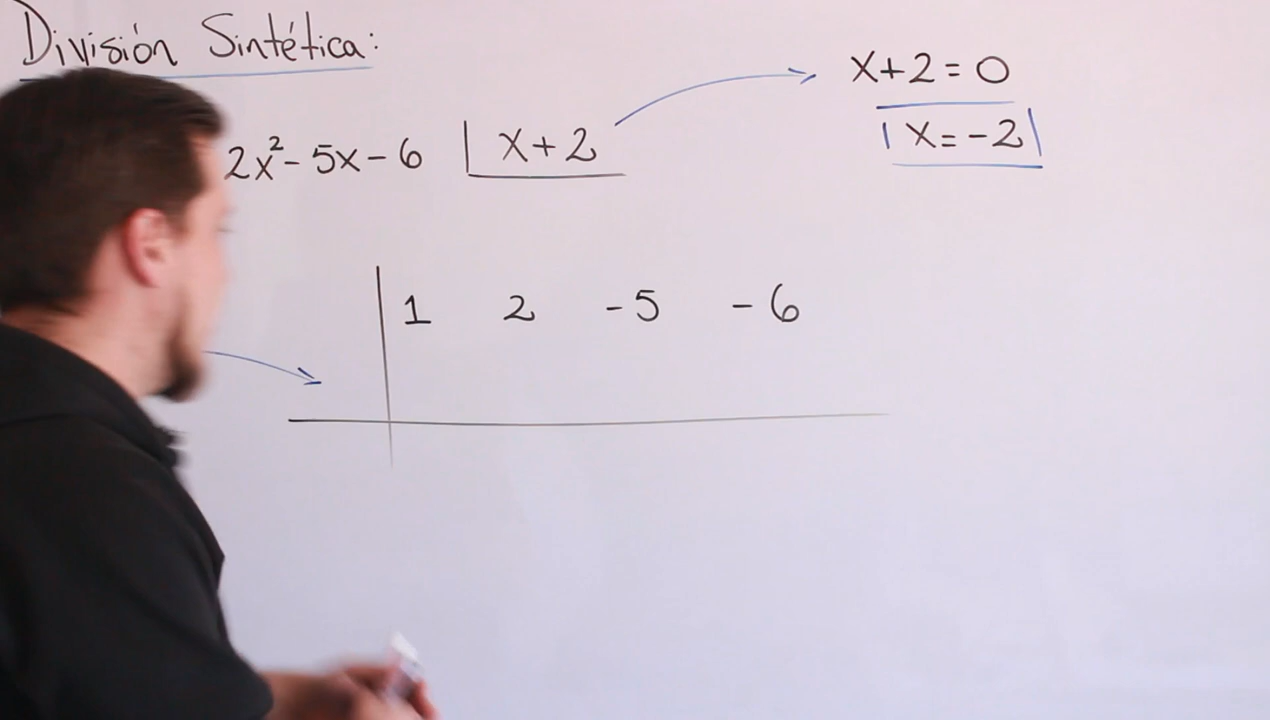 División Sintética:
2x² - 5x - 6 | x + 2
x + 2 = 0
x = -2
1 2 -5 -6